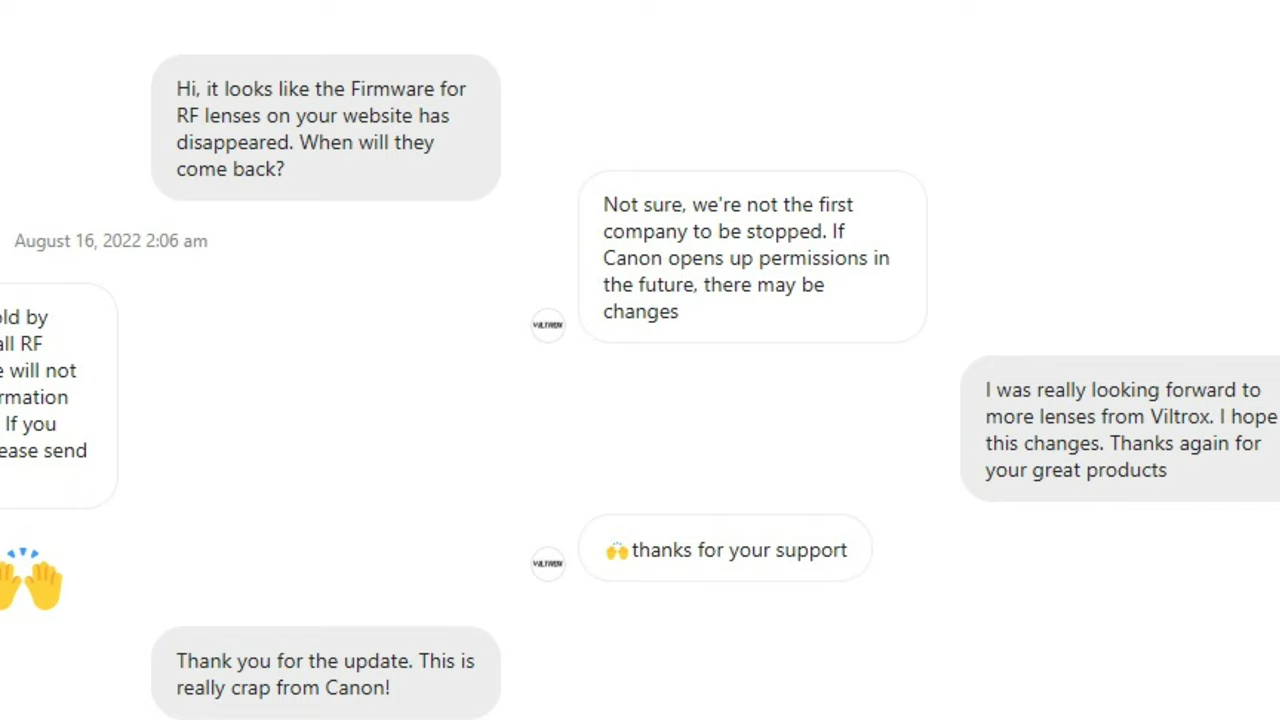 Hi, it looks like the Firmware for
RF lenses on your website has
disappeared. When will they
come back?
August 16, 2022 2:06 am
old by
all RF
will not
If you
send
Thank you for the update. This is
really crap from Canon!
Not sure, we're not the first
company to be stopped. If
Canon opens up permissions in
the future, there may be
changes
VILTROX
I was really looking forward to
more lenses from Viltrox. I hope
this changes. Thanks again for
your great products
🙌thanks for your support
VILTROX